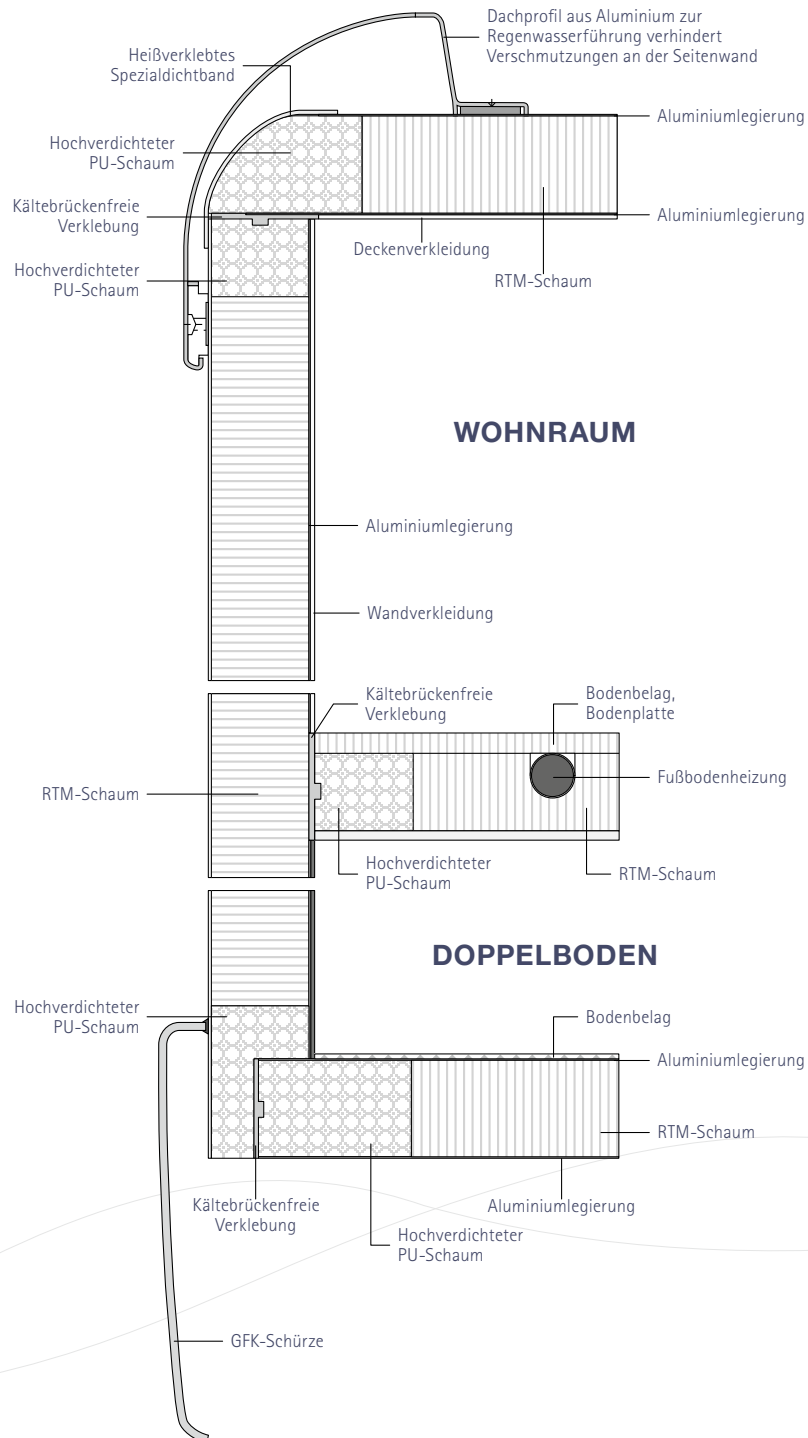 Dachprofil aus Aluminium zur
Regenwasserführung verhindert
Verschmutzungen an der Seitenwand
Heißverklebtes
Spezialdichtband
Aluminiumlegierung
Hochverdichteter
PU-Schaum
Kältebrückenfreie
Verklebung
Aluminiumlegierung
Deckenverkleidung
Hochverdichteter
PU-Schaum
RTM-Schaum
WOHNRAUM
Aluminiumlegierung
Wandverkleidung
Kältebrückenfreie
Verklebung
Bodenbelag,
Bodenplatte
Fußbodenheizung
RTM-Schaum
Hochverdichteter
PU-Schaum
RTM-Schaum
DOPPELBODEN
Hochverdichteter
PU-Schaum
Bodenbelag
Aluminiumlegierung
RTM-Schaum
Kältebrückenfreie
Verklebung
Aluminiumlegierung
Hochverdichteter
PU-Schaum
GFK-Schürze